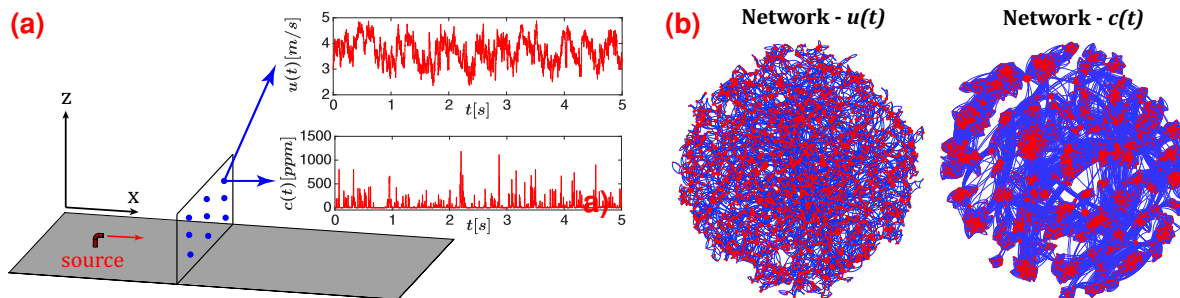 (a)
z
x
source
u(t)[m/s]
5
4
3
2
0 1 2 3 4 5
t[s]
c(t)[ppm]
1500
1000
500
0
0 1 2 3 4 5
t[s]
a)
(b)
Network - u(t)
Network - c(t)